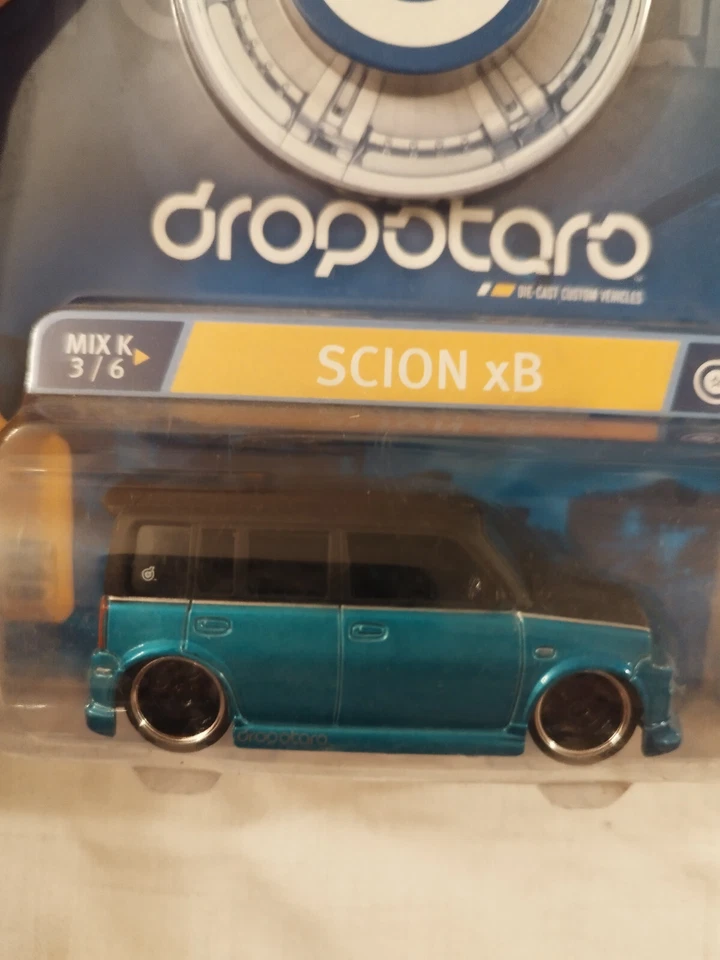 dropstars
DIE-CAST CUSTOM VEHICLES
MIX K
3/6
SCION xB
dropstars